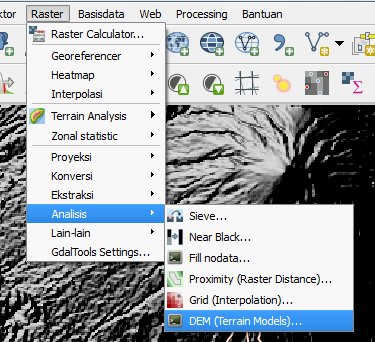 ktor Raster Basisdata Web Processing Bantuan
Raster Calculator...
Georeferencer
Heatmap
Interpolasi
Terrain Analysis
Zonal statistic
Proyeksi
Konversi
Ekstraksi
Analisis
Lain-lain
GdalTools Settings...
Sieve...
Near Black...
Fill nodata...
Proximity (Raster Distance)...
Grid (Interpolation)...
DEM (Terrain Models)...